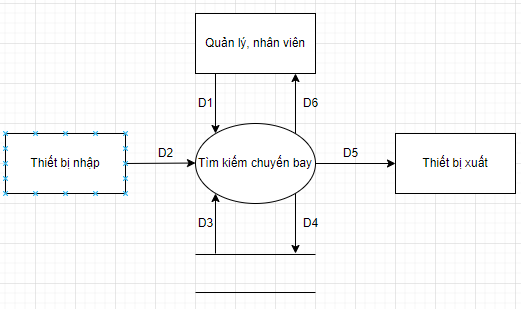 Quản lý, nhân viên
D1
D6
Thiết bị nhập
D2
Tìm kiếm chuyến bay
D5
Thiết bị xuất
D3
D4